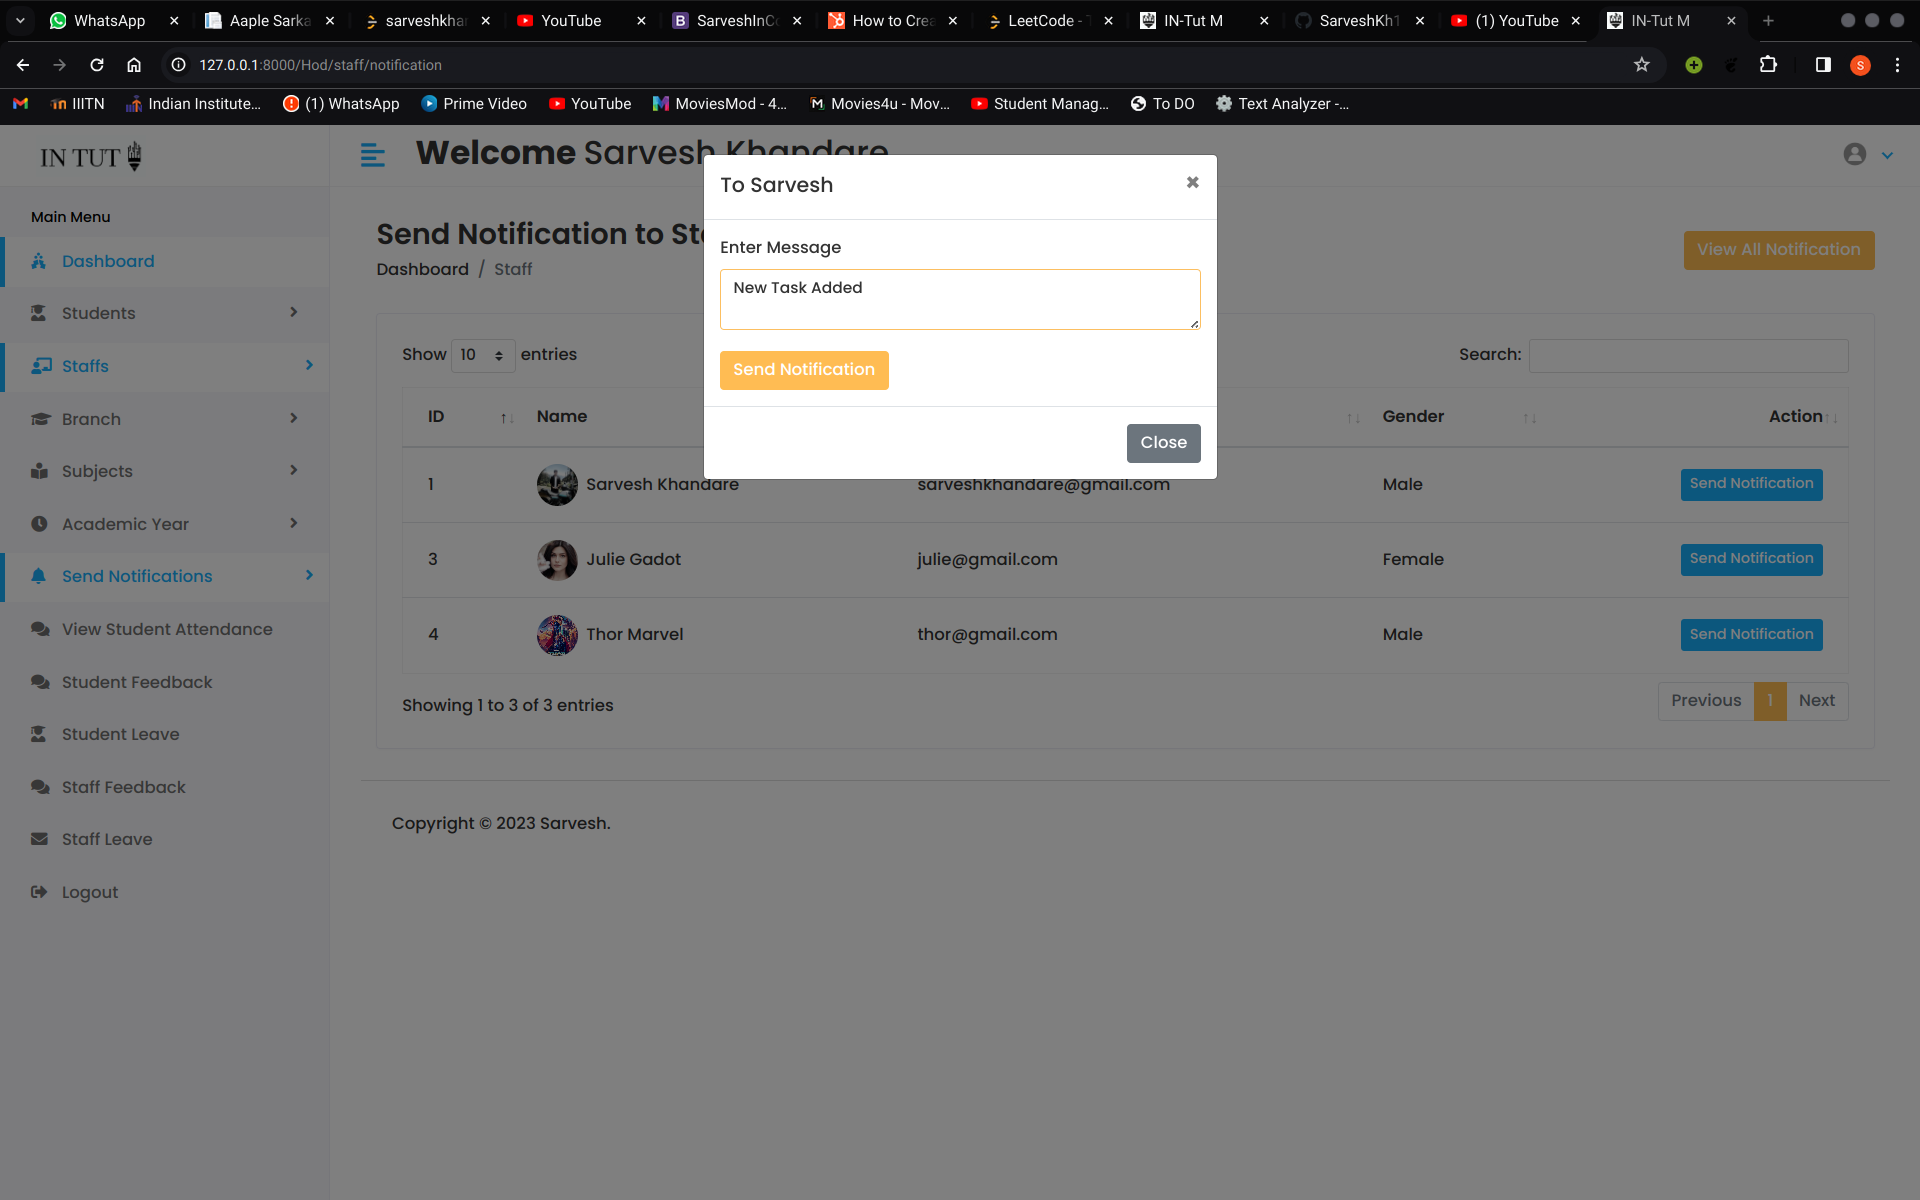 WhatsApp
Aaple Sarka
sarveshkhan
YouTube
SarveshInCo
How to Crea
LeetCode - T
IN-Tut M
SarveshKh1
(1) YouTube
IN-Tut M
127.0.0.1:8000/Hod/staff/notification
S
IIITN
Indian Institute...
(1) WhatsApp
Prime Video
YouTube
MoviesMod - 4...
Movies4u - Mov...
Student Manag...
To DO
Text Analyzer -...
IN TUT
Welcome Sarvesh Khandare
Main Menu
Dashboard
Students
Staffs
Branch
Subjects
Academic Year
Send Notifications
View Student Attendance
Student Feedback
Student Leave
Staff Feedback
Staff Leave
Logout
Send Notification to St
Dashboard / Staff
View All Notification
To Sarvesh
Enter Message
New Task Added
Send Notification
Close
Show 10 entries
Search:
ID Name Gender Action
1 Sarvesh Khandare sarveshkhandare@gmail.com Male Send Notification
3 Julie Gadot julie@gmail.com Female Send Notification
4 Thor Marvel thor@gmail.com Male Send Notification
Showing 1 to 3 of 3 entries
Previous 1 Next
Copyright © 2023 Sarvesh.